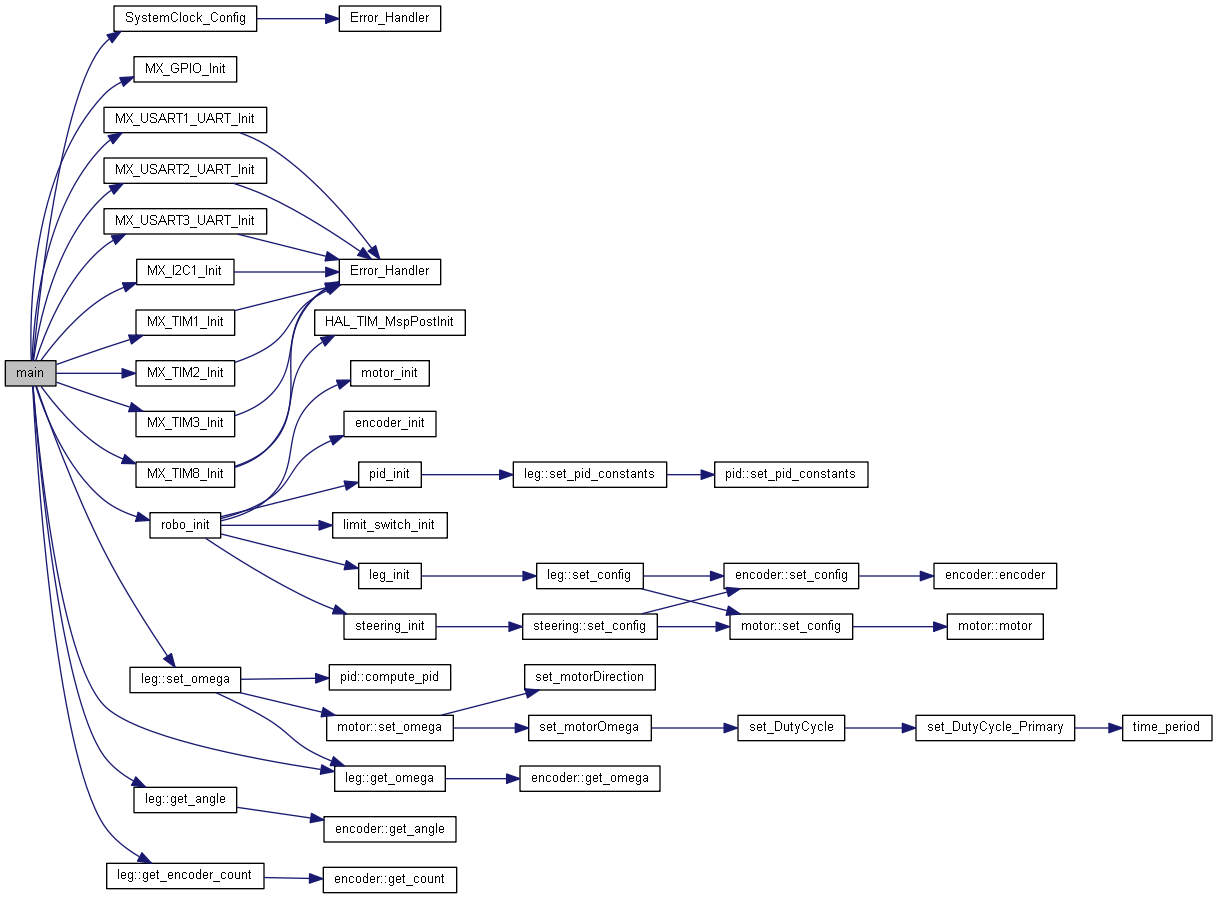 SystemClock_Config
Error_Handler
MX_GPIO_Init
MX_USART1_UART_Init
MX_USART2_UART_Init
MX_USART3_UART_Init
MX_I2C1_Init
Error_Handler
MX_TIM1_Init
HAL_TIM_MspPostInit
main
MX_TIM2_Init
motor_init
MX_TIM3_Init
encoder_init
MX_TIM8_Init
pid_init
leg::set_pid_constants
pid::set_pid_constants
robo_init
limit_switch_init
leg_init
leg::set_config
encoder::set_config
encoder::encoder
steering_init
steering::set_config
motor::set_config
motor::motor
leg::set_omega
pid::compute_pid
set_motorDirection
motor::set_omega
set_motorOmega
set_DutyCycle
set_DutyCycle_Primary
time_period
leg::get_omega
encoder::get_omega
leg::get_angle
encoder::get_angle
leg::get_encoder_count
encoder::get_count